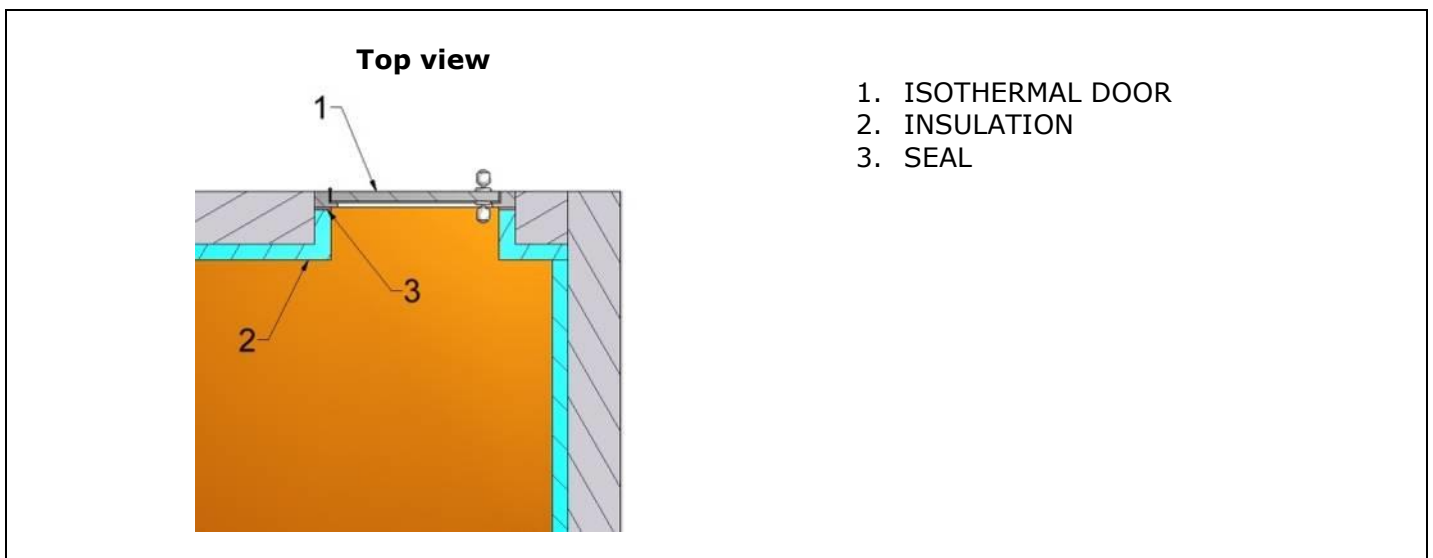 Top view
1
1. ISOTHERMAL DOOR
2. INSULATION
3. SEAL
3
2